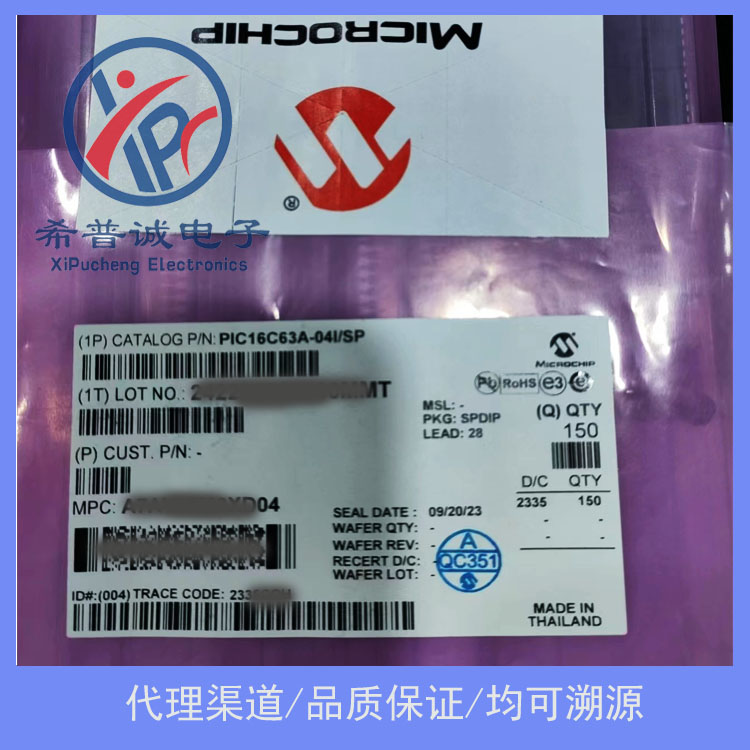 MICROCHIP
®
希普诚电子
XiPucheng Electronics
(1P) CATALOG P/N: PIC16C63A-04I/SP
MICROCHIP
Pb RoHS e3 e
(1T) LOT NO.:
MSL: -
PKG: SPDIP
LEAD: 28
(Q) QTY
150
(P) CUST. P/N: -
D/C QTY
2335 150
- -
- -
MPC:
SEAL DATE : 09/20/23
WAFER QTY: -
WAFER REV: -
RECERT D/C: -
WAFER LOT: -
A
QC351
ID#:(004) TRACE CODE:
MADE IN
THAILAND
代理渠道/品质保证/均可溯源